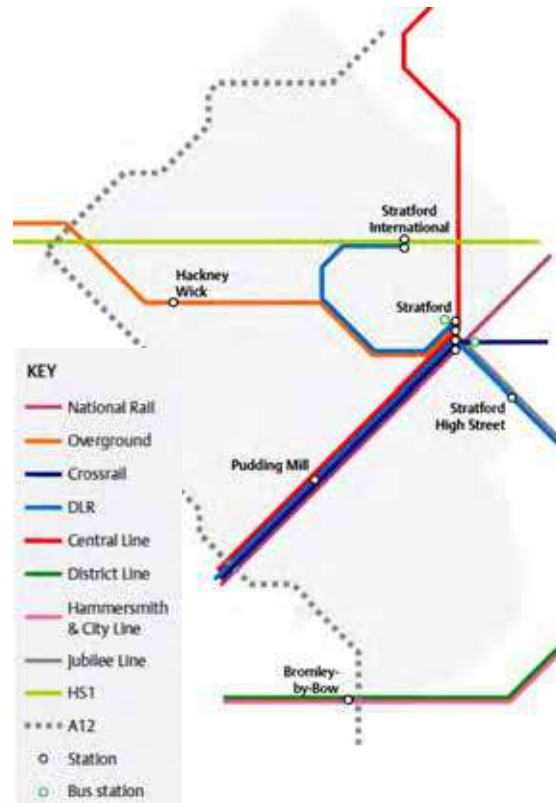 Stratford
International
Hackney
Wick
Stratford
KEY
National Rail
Overground
Crossrail
DLR
Central Line
District Line
Hammersmith
& City Line
Jubilee Line
HS1
A12
Station
Bus station
Stratford
High Street
Pudding Mill
Bromley-
by-Bow